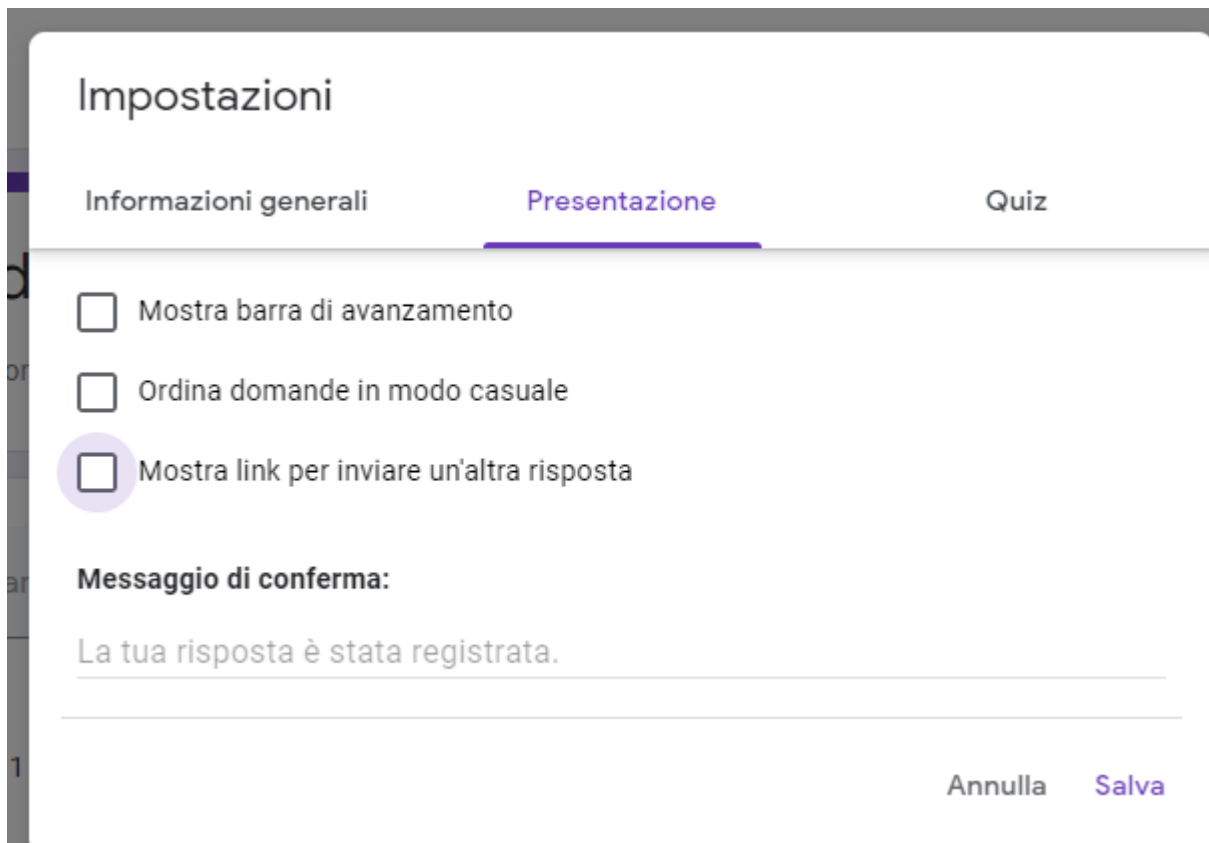 Impostazioni
Informazioni generali Presentazione Quiz
Mostra barra di avanzamento
Ordina domande in modo casuale
Mostra link per inviare un'altra risposta
Messaggio di conferma:
La tua risposta è stata registrata.
1
Annulla Salva